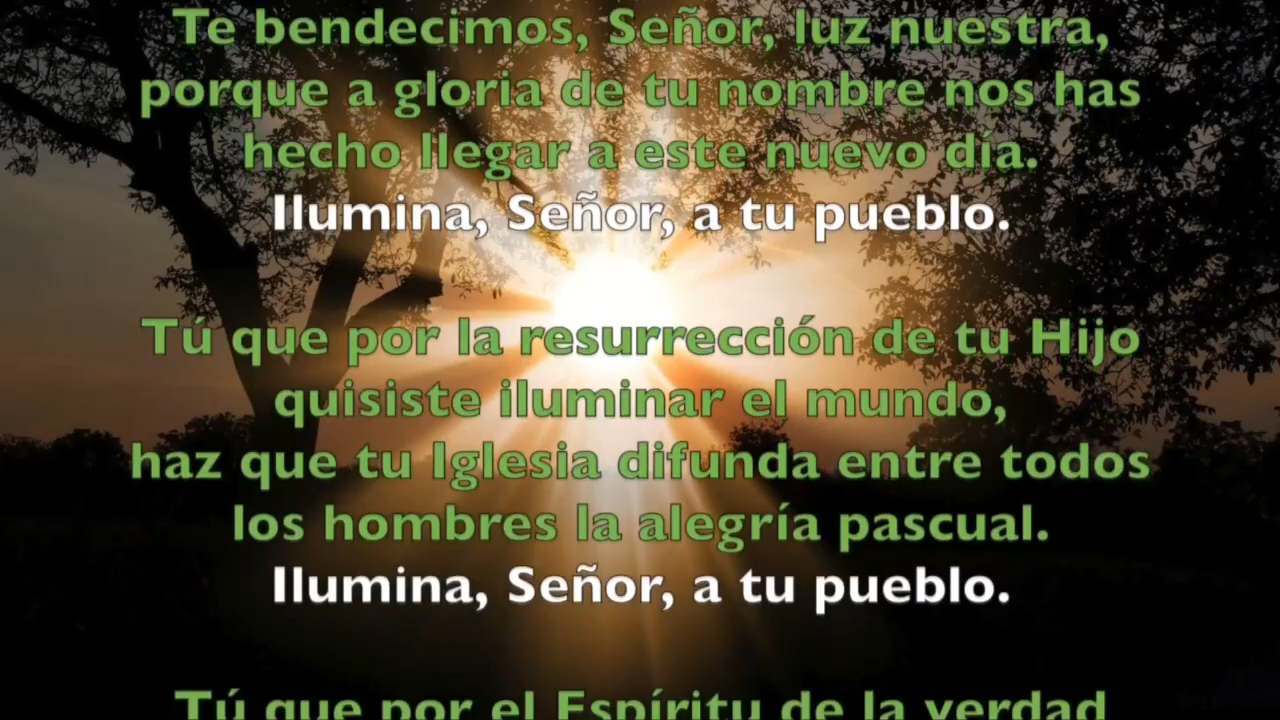 Te bendecimos, Señor, luz nuestra,
porque a gloria de tu nombre nos has
hecho llegar a este nuevo día.
Ilumina, Señor, a tu pueblo.
Tú que por la resurrección de tu Hijo
quisiste iluminar el mundo,
haz que tu Iglesia difunda entre todos
los hombres la alegría pascual.
Ilumina, Señor, a tu pueblo.
Tú que por el Espíritu de la verdad